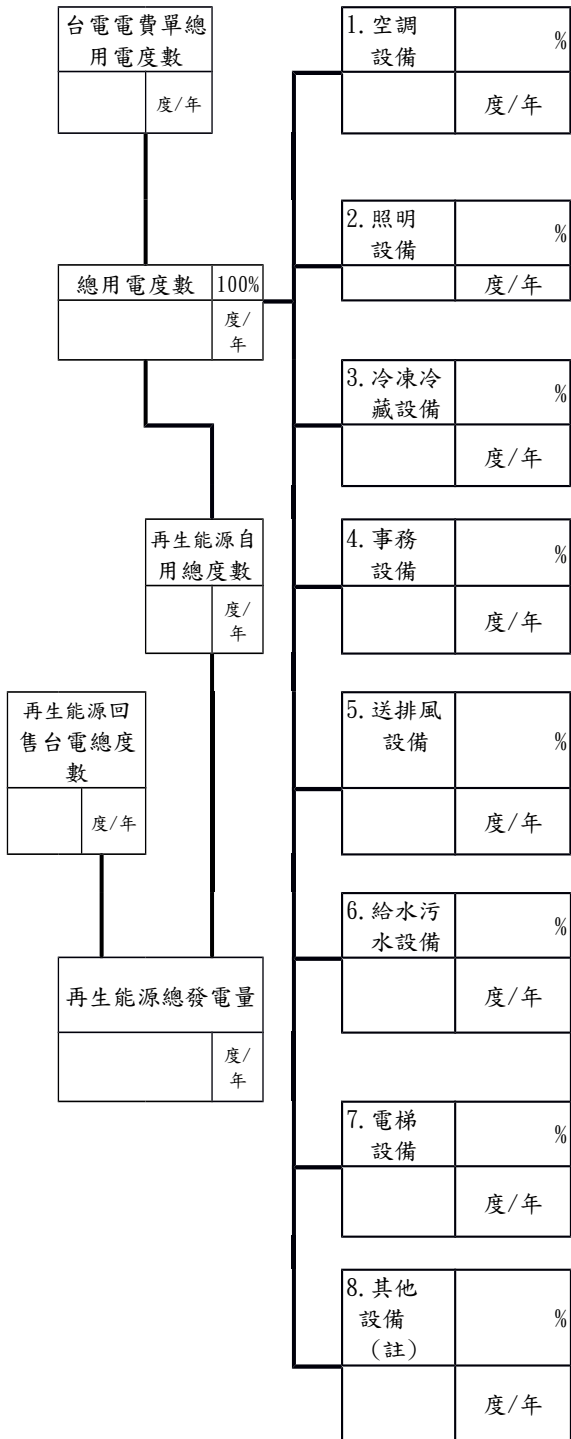 台電電費單總
用電度數
度/年
總用電度數 100%
度/
年
再生能源自
用總度數
度/
年
再生能源回
售台電總度
數
度/年
再生能源總發電量
度/
年
1.空調
設備
%
度/年
2.照明
設備
%
度/年
3.冷凍冷
藏設備
%
度/年
4.事務
設備
%
度/年
5.送排風
設備
%
度/年
6.給水污
水設備
%
度/年
7.電梯
設備
%
度/年
8.其他
設備
(註)
%
度/年